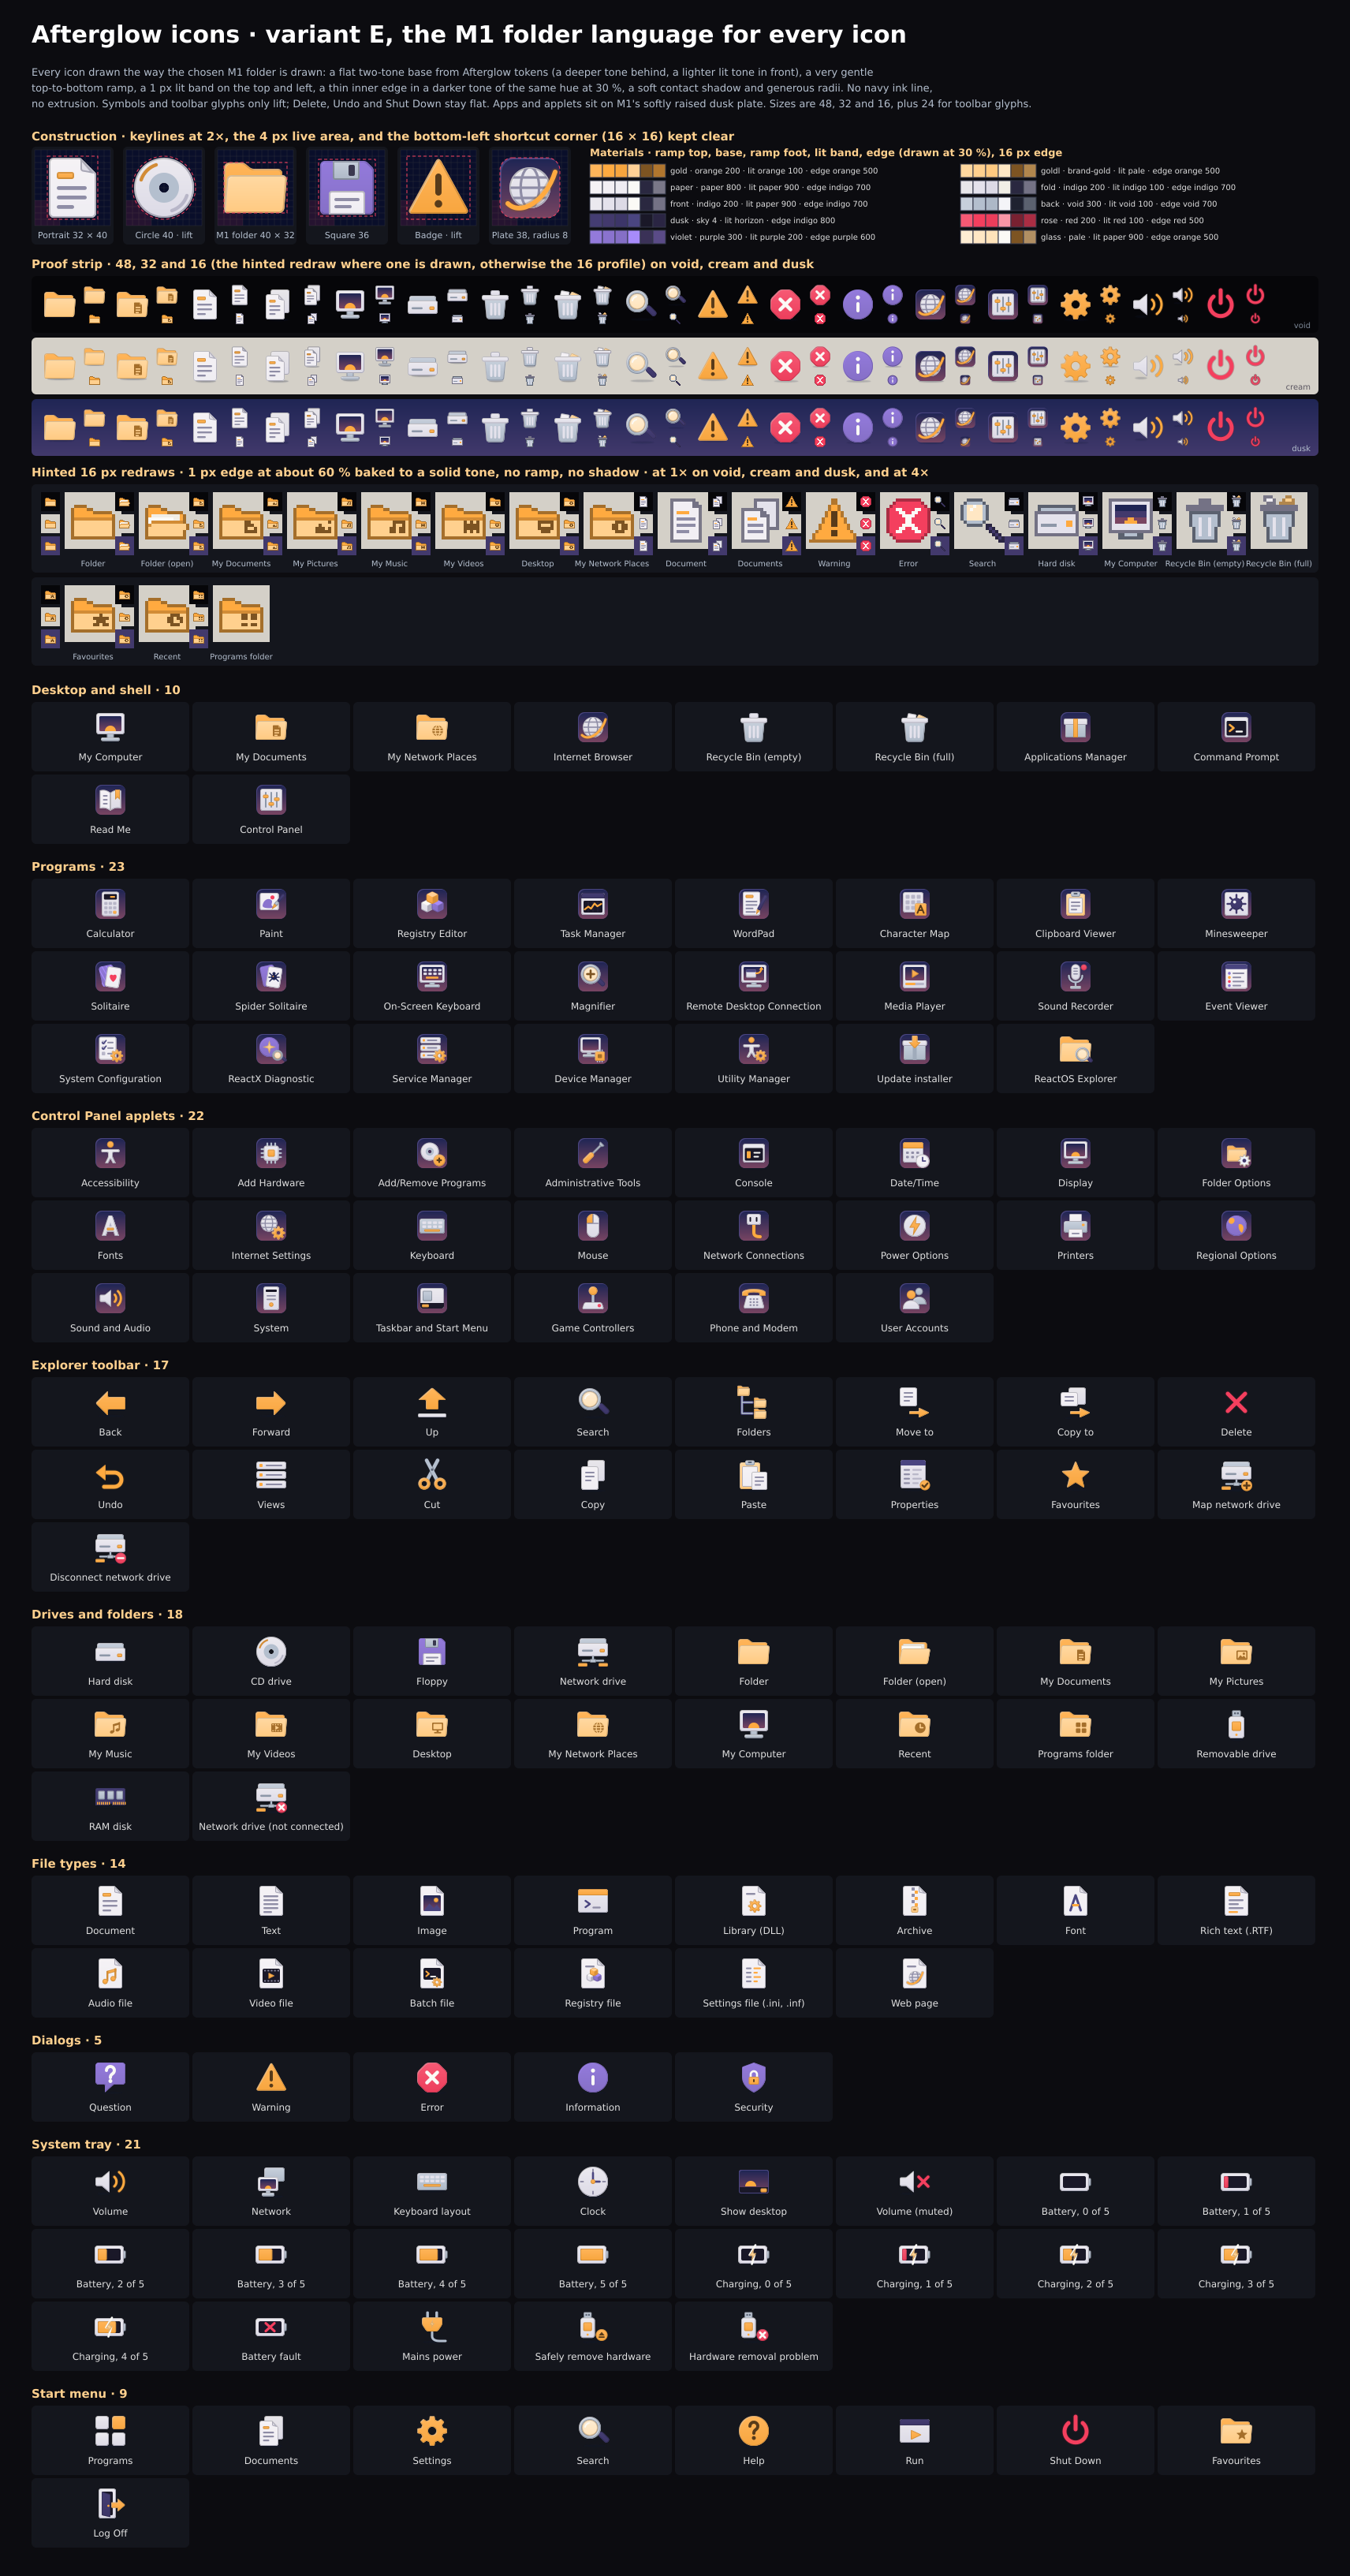 Afterglow icons · variant E, the M1 folder language for every icon
Every icon drawn the way the chosen M1 folder is drawn: a flat two-tone base from Afterglow tokens (a deeper tone behind, a lighter lit tone in front), a very gentle
top-to-bottom ramp, a 1 px lit band on the top and left, a thin inner edge in a darker tone of the same hue at 30 %, a soft contact shadow and generous radii. No navy ink line,
no extrusion. Symbols and toolbar glyphs only lift; Delete, Undo and Shut Down stay flat. Apps and applets sit on M1's softly raised dusk plate. Sizes are 48, 32 and 16, plus 24 for toolbar glyphs.
Construction · keylines at 2×, the 4 px live area, and the bottom-left shortcut corner (16 × 16) kept clear
Portrait 32 × 40
Circle 40 · lift
M1 folder 40 × 32
Square 36
Badge · lift
Plate 38, radius 8
Materials · ramp top, base, ramp foot, lit band, edge (drawn at 30 %), 16 px edge
gold · orange 200 · lit orange 100 · edge orange 500
paper · paper 800 · lit paper 900 · edge indigo 700
front · indigo 200 · lit paper 900 · edge indigo 700
dusk · sky 4 · lit horizon · edge indigo 800
violet · purple 300 · lit purple 200 · edge purple 600
goldl · brand-gold · lit pale · edge orange 500
fold · indigo 200 · lit indigo 100 · edge indigo 700
back · void 300 · lit void 100 · edge void 700
rose · red 200 · lit red 100 · edge red 500
glass · pale · lit paper 900 · edge orange 500
Proof strip · 48, 32 and 16 (the hinted redraw where one is drawn, otherwise the 16 profile) on void, cream and dusk
void
cream
dusk
Hinted 16 px redraws · 1 px edge at about 60 % baked to a solid tone, no ramp, no shadow · at 1× on void, cream and dusk, and at 4×
Folder
Folder (open)
My Documents
My Pictures
My Music
My Videos
Desktop
My Network Places
Document
Documents
Warning
Error
Search
Hard disk
My Computer
Recycle Bin (empty)
Recycle Bin (full)
Favourites
Recent
Programs folder
Desktop and shell · 10
My Computer
My Documents
My Network Places
Internet Browser
Recycle Bin (empty)
Recycle Bin (full)
Applications Manager
Command Prompt
Read Me
Control Panel
Programs · 23
Calculator
Paint
Registry Editor
Task Manager
WordPad
Character Map
Clipboard Viewer
Minesweeper
Solitaire
Spider Solitaire
On-Screen Keyboard
Magnifier
Remote Desktop Connection
Media Player
Sound Recorder
Event Viewer
System Configuration
ReactX Diagnostic
Service Manager
Device Manager
Utility Manager
Update installer
ReactOS Explorer
Control Panel applets · 22
Accessibility
Add Hardware
Add/Remove Programs
Administrative Tools
Console
Date/Time
Display
Folder Options
Fonts
Internet Settings
Keyboard
Mouse
Network Connections
Power Options
Printers
Regional Options
Sound and Audio
System
Taskbar and Start Menu
Game Controllers
Phone and Modem
User Accounts
Explorer toolbar · 17
Back
Forward
Up
Search
Folders
Move to
Copy to
Delete
Undo
Views
Cut
Copy
Paste
Properties
Favourites
Map network drive
Disconnect network drive
Drives and folders · 18
Hard disk
CD drive
Floppy
Network drive
Folder
Folder (open)
My Documents
My Pictures
My Music
My Videos
Desktop
My Network Places
My Computer
Recent
Programs folder
Removable drive
RAM disk
Network drive (not connected)
File types · 14
Document
Text
Image
Program
Library (DLL)
Archive
Font
Rich text (.RTF)
Audio file
Video file
Batch file
Registry file
Settings file (.ini, .inf)
Web page
Dialogs · 5
Question
Warning
Error
Information
Security
System tray · 21
Volume
Network
Keyboard layout
Clock
Show desktop
Volume (muted)
Battery, 0 of 5
Battery, 1 of 5
Battery, 2 of 5
Battery, 3 of 5
Battery, 4 of 5
Battery, 5 of 5
Charging, 0 of 5
Charging, 1 of 5
Charging, 2 of 5
Charging, 3 of 5
Charging, 4 of 5
Battery fault
Mains power
Safely remove hardware
Hardware removal problem
Start menu · 9
Programs
Documents
Settings
Search
Help
Run
Shut Down
Favourites
Log Off